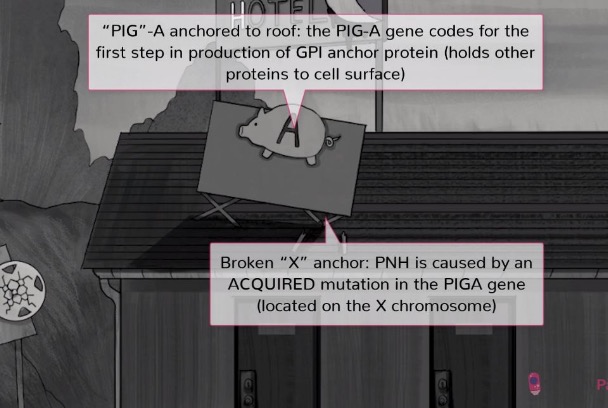 HOTEL
“PIG”-A anchored to roof: the PIG-A gene codes for the
first step in production of GPI anchor protein (holds other
proteins to cell surface)
A
Broken “X” anchor: PNH is caused by an
ACQUIRED mutation in the PIGA gene
(located on the X chromosome)